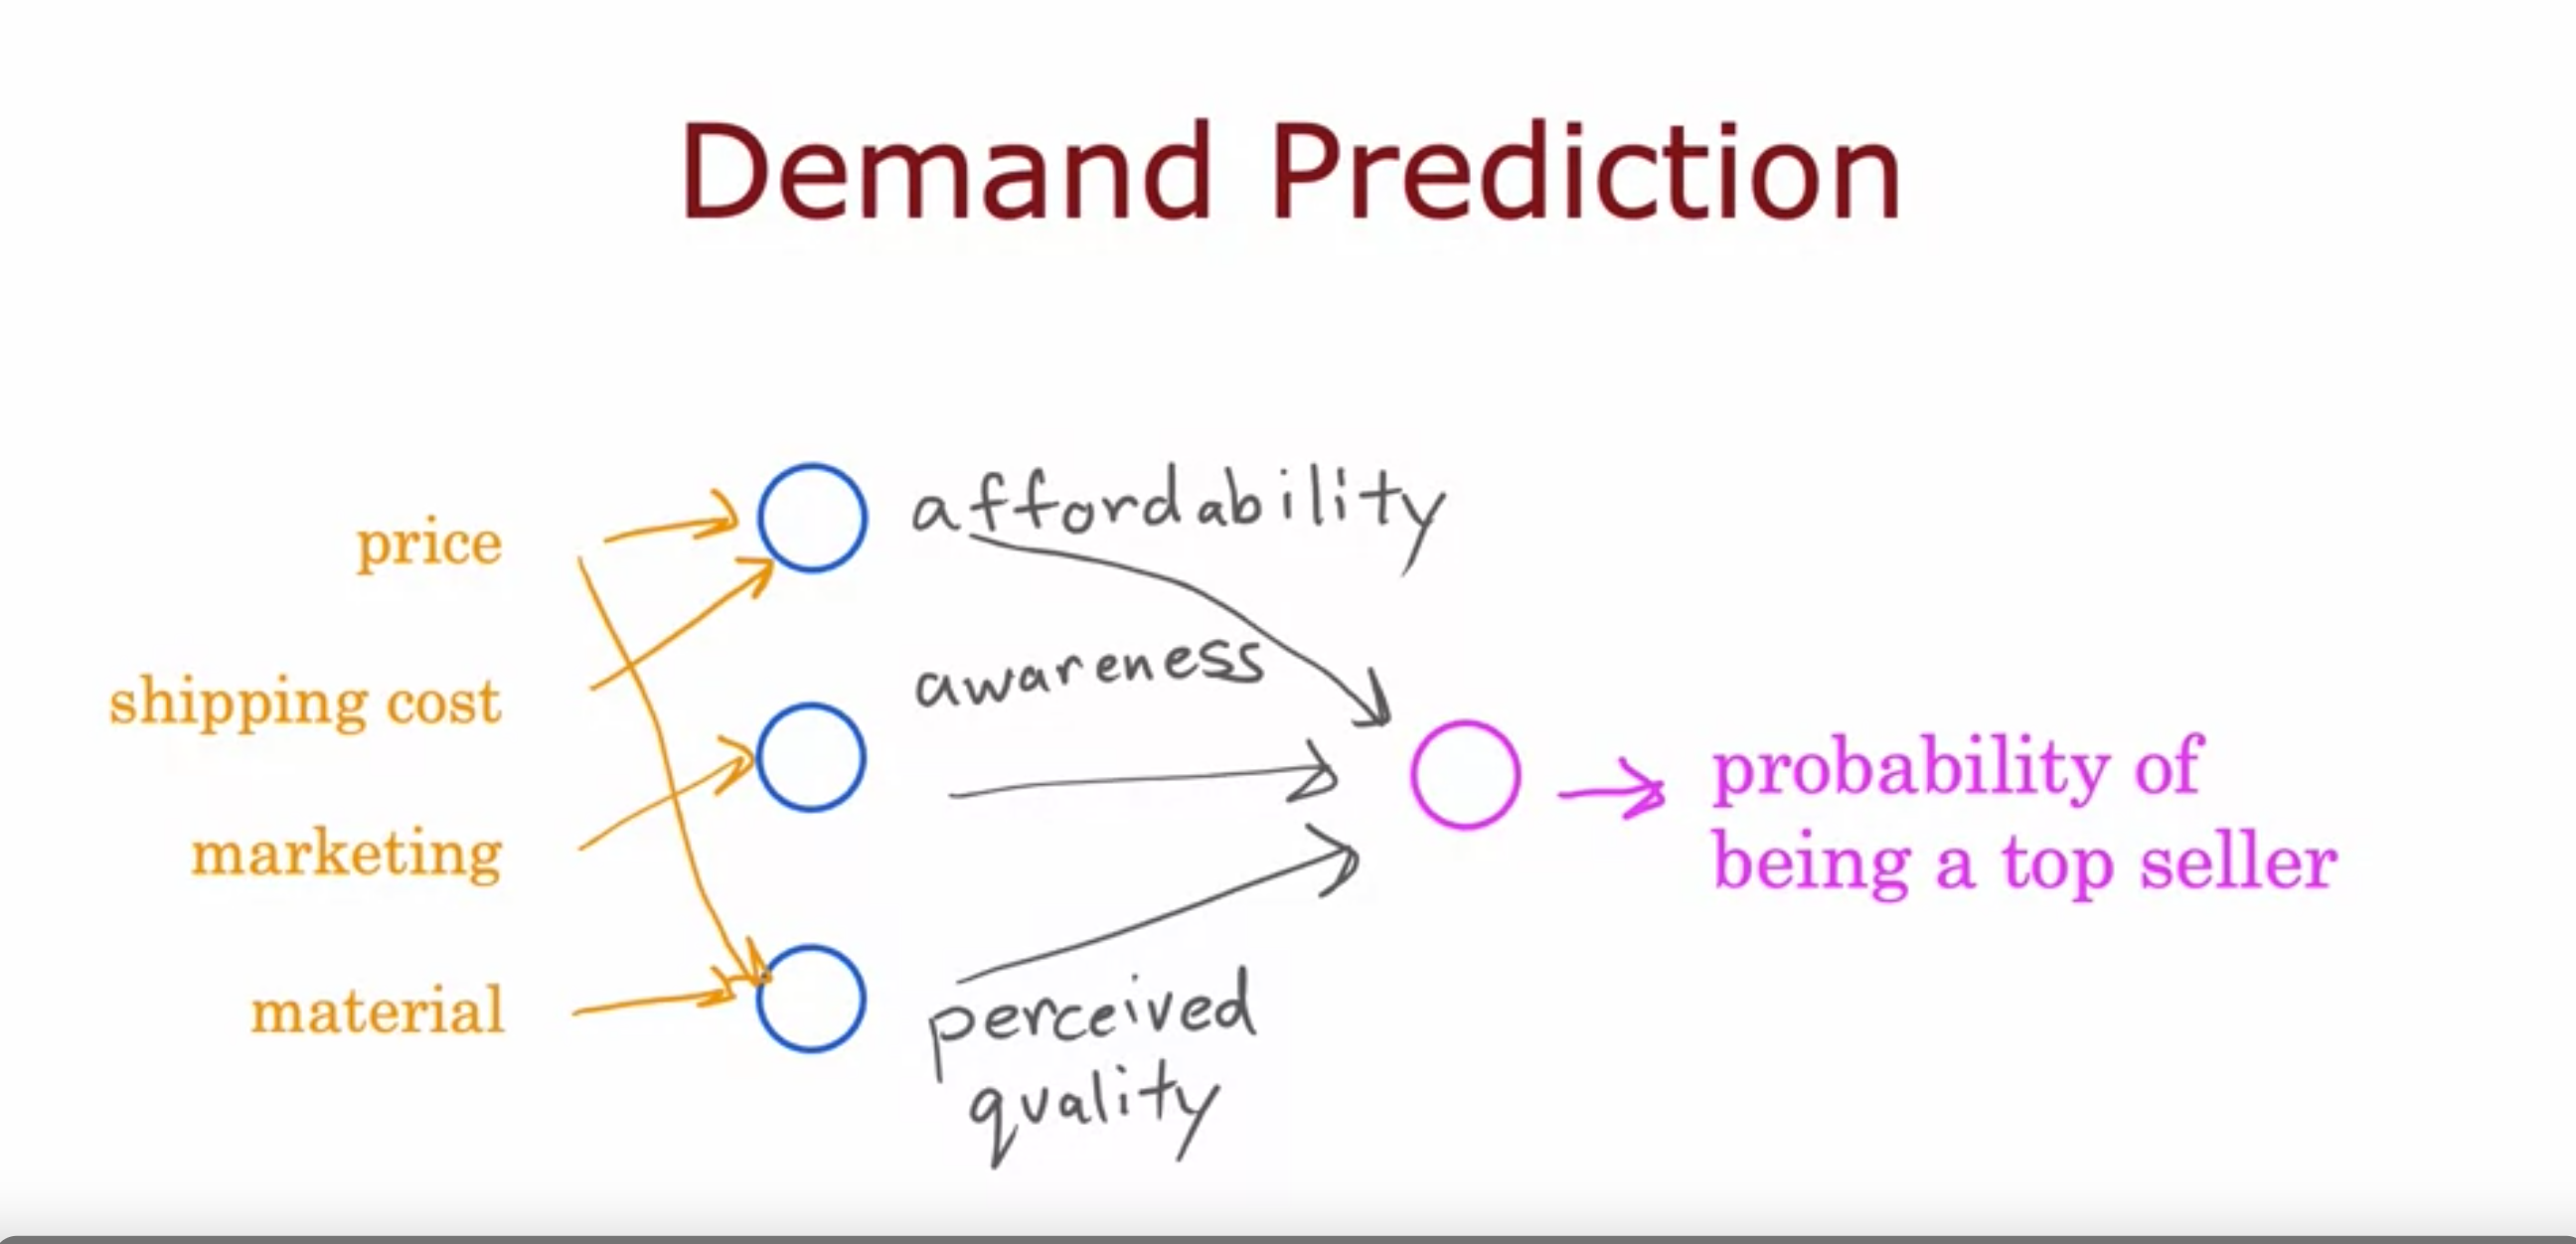 Demand Prediction
price
shipping cost
marketing
material
affordability
awareness
perceived
quality
probability of
being a top seller